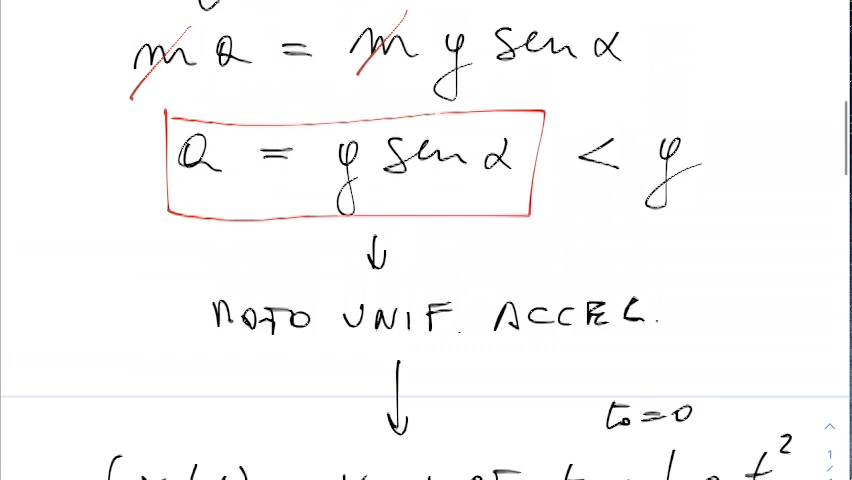 m a = m g sen α
a = g sen α < g
↓
MOTO UNIF. ACCEL.
↓
t₀ = 0